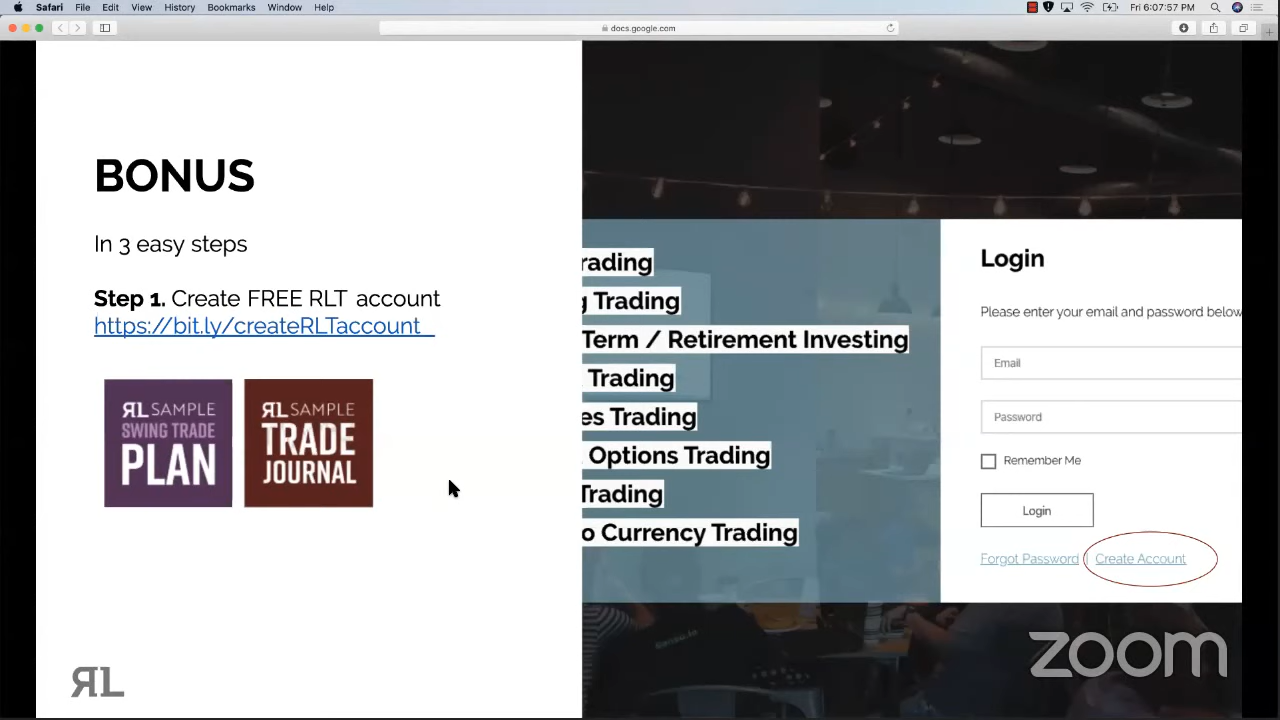 Safari File Edit View History Bookmarks Window Help Fri 6:07:57 PM
docs.google.com
BONUS
In 3 easy steps
Step 1. Create FREE RLT account
https://bit.ly/createRLTaccount
RL SAMPLE
SWING TRADE
PLAN
RL SAMPLE
TRADE
JOURNAL
RL
rading
g Trading
Term / Retirement Investing
Trading
es Trading
Options Trading
Trading
o Currency Trading
Login
Please enter your email and password below
Email
Password
Remember Me
Login
Forgot Password | Create Account
zoom